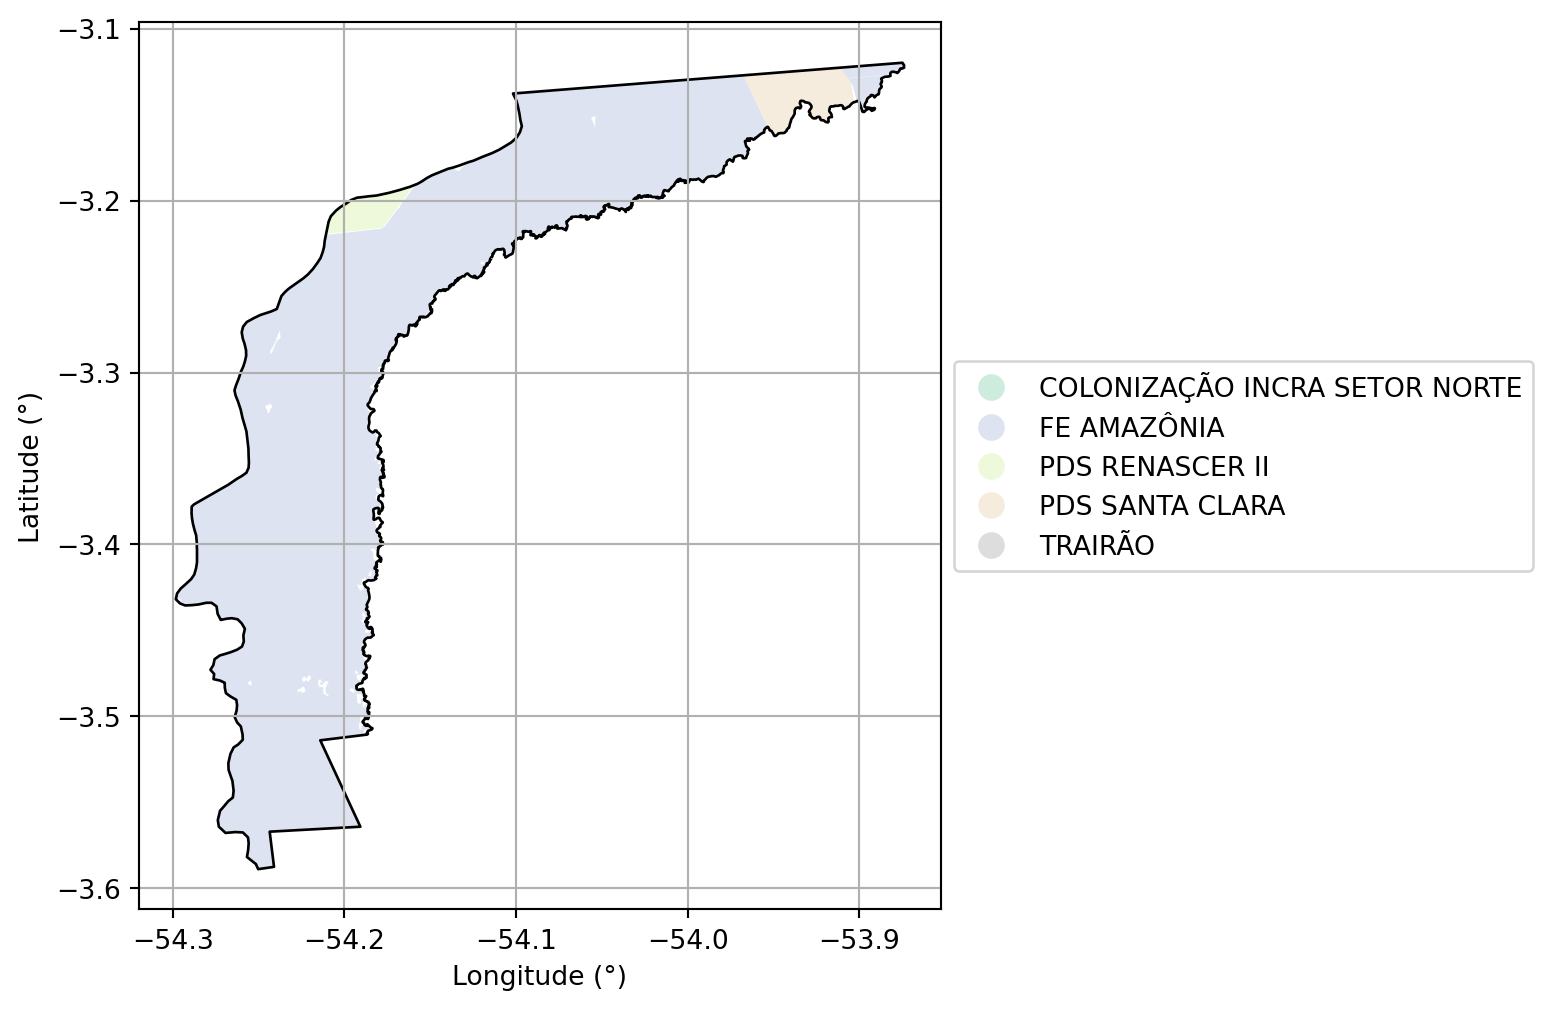 −3.1
−3.2
−3.3
−3.4
−3.5
−3.6
Latitude (°)
−54.3
−54.2
−54.1
−54.0
−53.9
Longitude (°)
COLONIZAÇÃO INCRA SETOR NORTE
FE AMAZÔNIA
PDS RENASCER II
PDS SANTA CLARA
TRAIRÃO